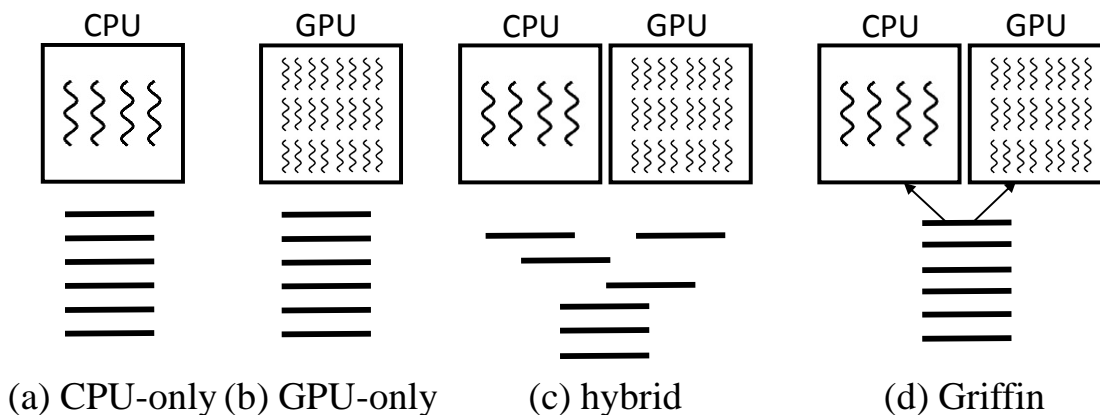 CPU GPU CPU GPU CPU GPU
(a) CPU-only (b) GPU-only (c) hybrid (d) Griffin